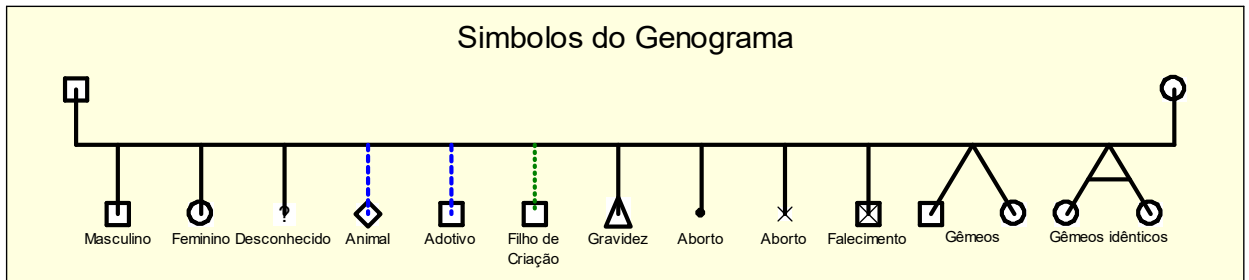 Simbolos do Genograma
?
Masculino Feminino Desconhecido Animal Adotivo Filho de Gravidez Aborto Aborto Falecimento Gêmeos Gêmeos idênticos
Criação